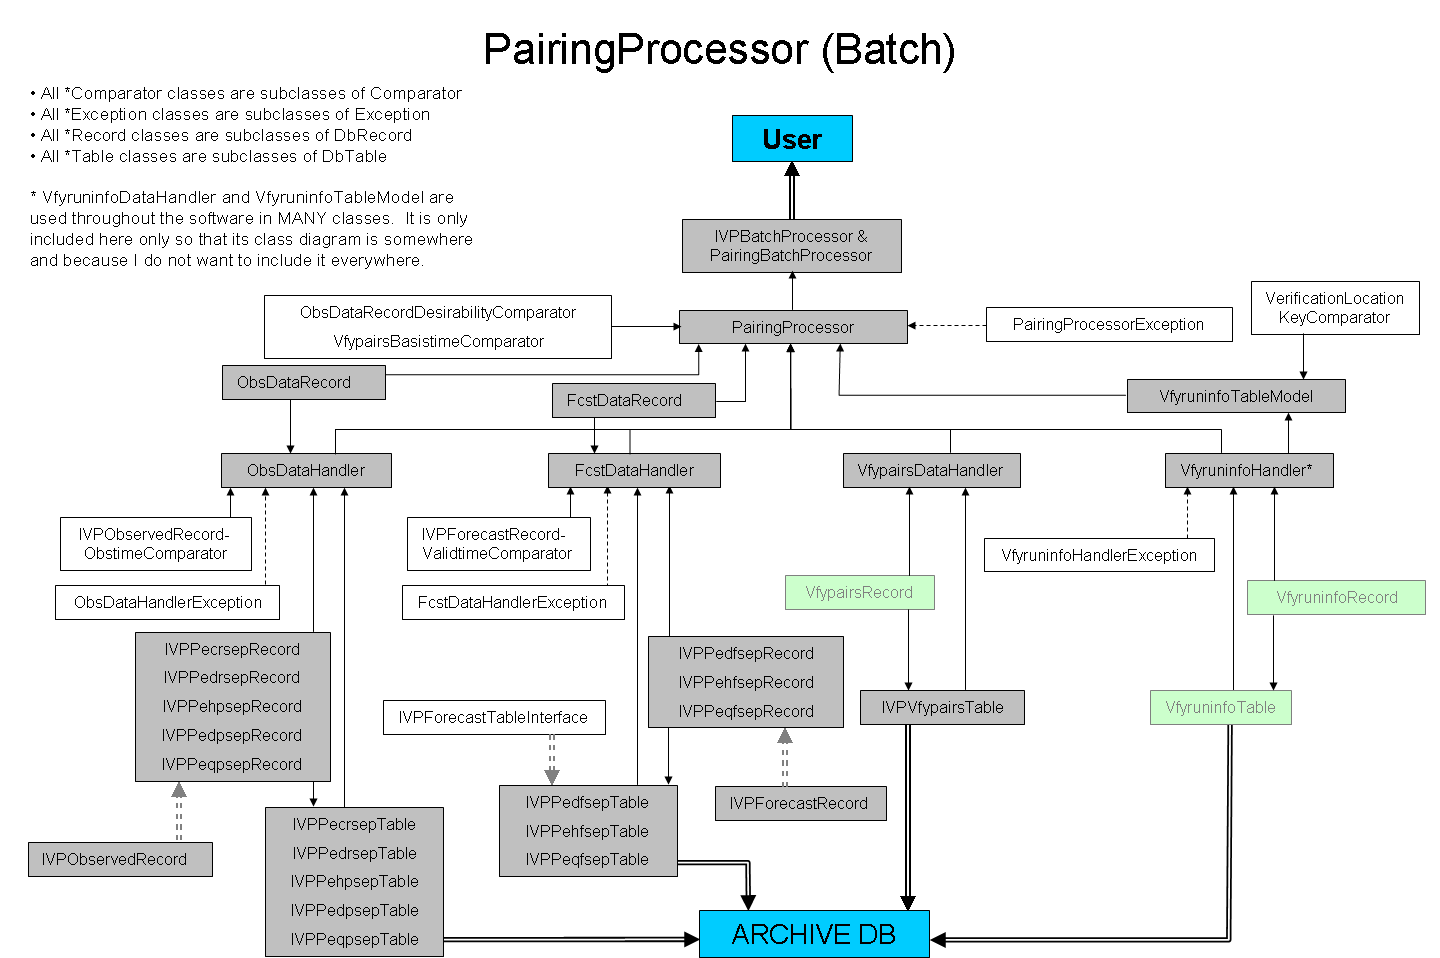 PairingProcessor (Batch)
• All *Comparator classes are subclasses of Comparator
• All *Exception classes are subclasses of Exception
• All *Record classes are subclasses of DbRecord
• All *Table classes are subclasses of DbTable
* VfyruninfoDataHandler and VfyruninfoTableModel are
used throughout the software in MANY classes.  It is only
included here only so that its class diagram is somewhere
and because I do not want to include it everywhere.
User
IVPBatchProcessor &
PairingBatchProcessor
ObsDataRecordDesirabilityComparator
VfypairsBasistimeComparator
PairingProcessor
PairingProcessorException
VerificationLocation
KeyComparator
ObsDataRecord
FcstDataRecord
VfyruninfoTableModel
ObsDataHandler
FcstDataHandler
VfypairsDataHandler
VfyruninfoHandler*
IVPObservedRecord-
ObstimeComparator
IVPForecastRecord-
ValidtimeComparator
VfyruninfoHandlerException
ObsDataHandlerException
FcstDataHandlerException
VfypairsRecord
VfyruninfoRecord
IVPPecrsepRecord
IVPPedrsepRecord
IVPPehpsepRecord
IVPPedpsepRecord
IVPPeqpsepRecord
IVPPedfsepRecord
IVPPehfsepRecord
IVPPeqfsepRecord
IVPForecastTableInterface
IVPVfypairsTable
VfyruninfoTable
IVPPedfsepTable
IVPPehfsepTable
IVPPeqfsepTable
IVPForecastRecord
IVPObservedRecord
IVPPecrsepTable
IVPPedrsepTable
IVPPehpsepTable
IVPPedpsepTable
IVPPeqpsepTable
ARCHIVE DB